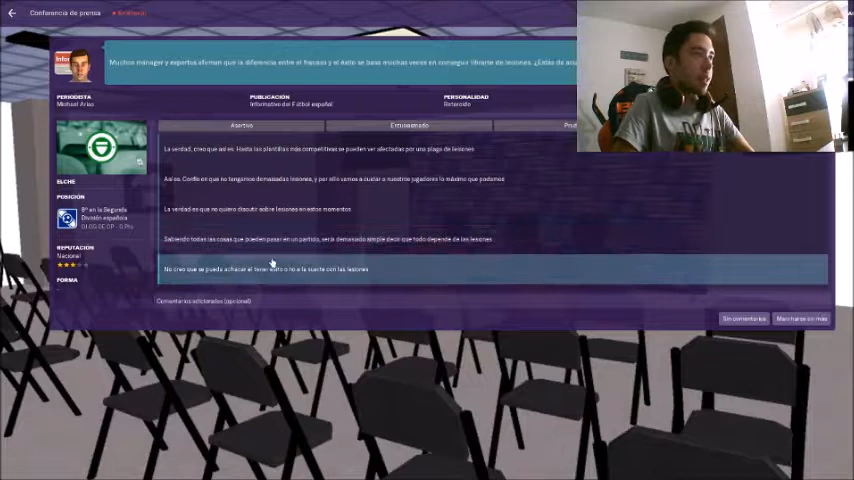 Conferencia de prensa
Muchos manager y expertos afirman que la diferencia entre el fracaso y el éxito se basa muchas veces en conseguir librarse de lesiones. ¿Estás de acu
PERIODISTA
Michael Arias
PUBLICACIÓN
Informativo del Fútbol español
PERSONALIDAD
Asertivo
Entusiasmado
La verdad, creo que así es. Hasta las plantillas más competitivas se pueden ver afectadas por una plaga de lesiones
Así es. Confío en que no tengamos demasiadas lesiones, y por ello vamos a cuidar a nuestros jugadores lo máximo que podamos
La verdad es que no quiero discutir sobre lesiones en estos momentos
Sabiendo todas las cosas que pueden pasar en un partido, sería demasiado simple decir que todo depende de las lesiones
No creo que se pueda achacar el tener éxito o no a la suerte con las lesiones
ELCHE
POSICIÓN
8º en la Segunda
División española
REPUTACIÓN
Nacional
FORMA
Comentarios adicionales (opcional)
Sin comentarios
Marcharse sin más